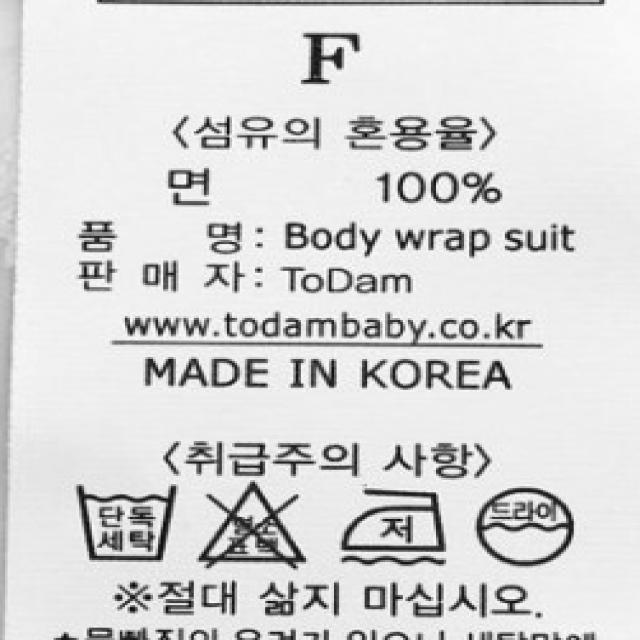 F
<섬유의 혼용율>
면 100%
품 명: Body wrap suit
판 매 자: ToDam
www.todambaby.co.kr
MADE IN KOREA
<취급주의 사항>
단독
세탁
염소
표백
저
드라이
※절대 삶지 마십시오.